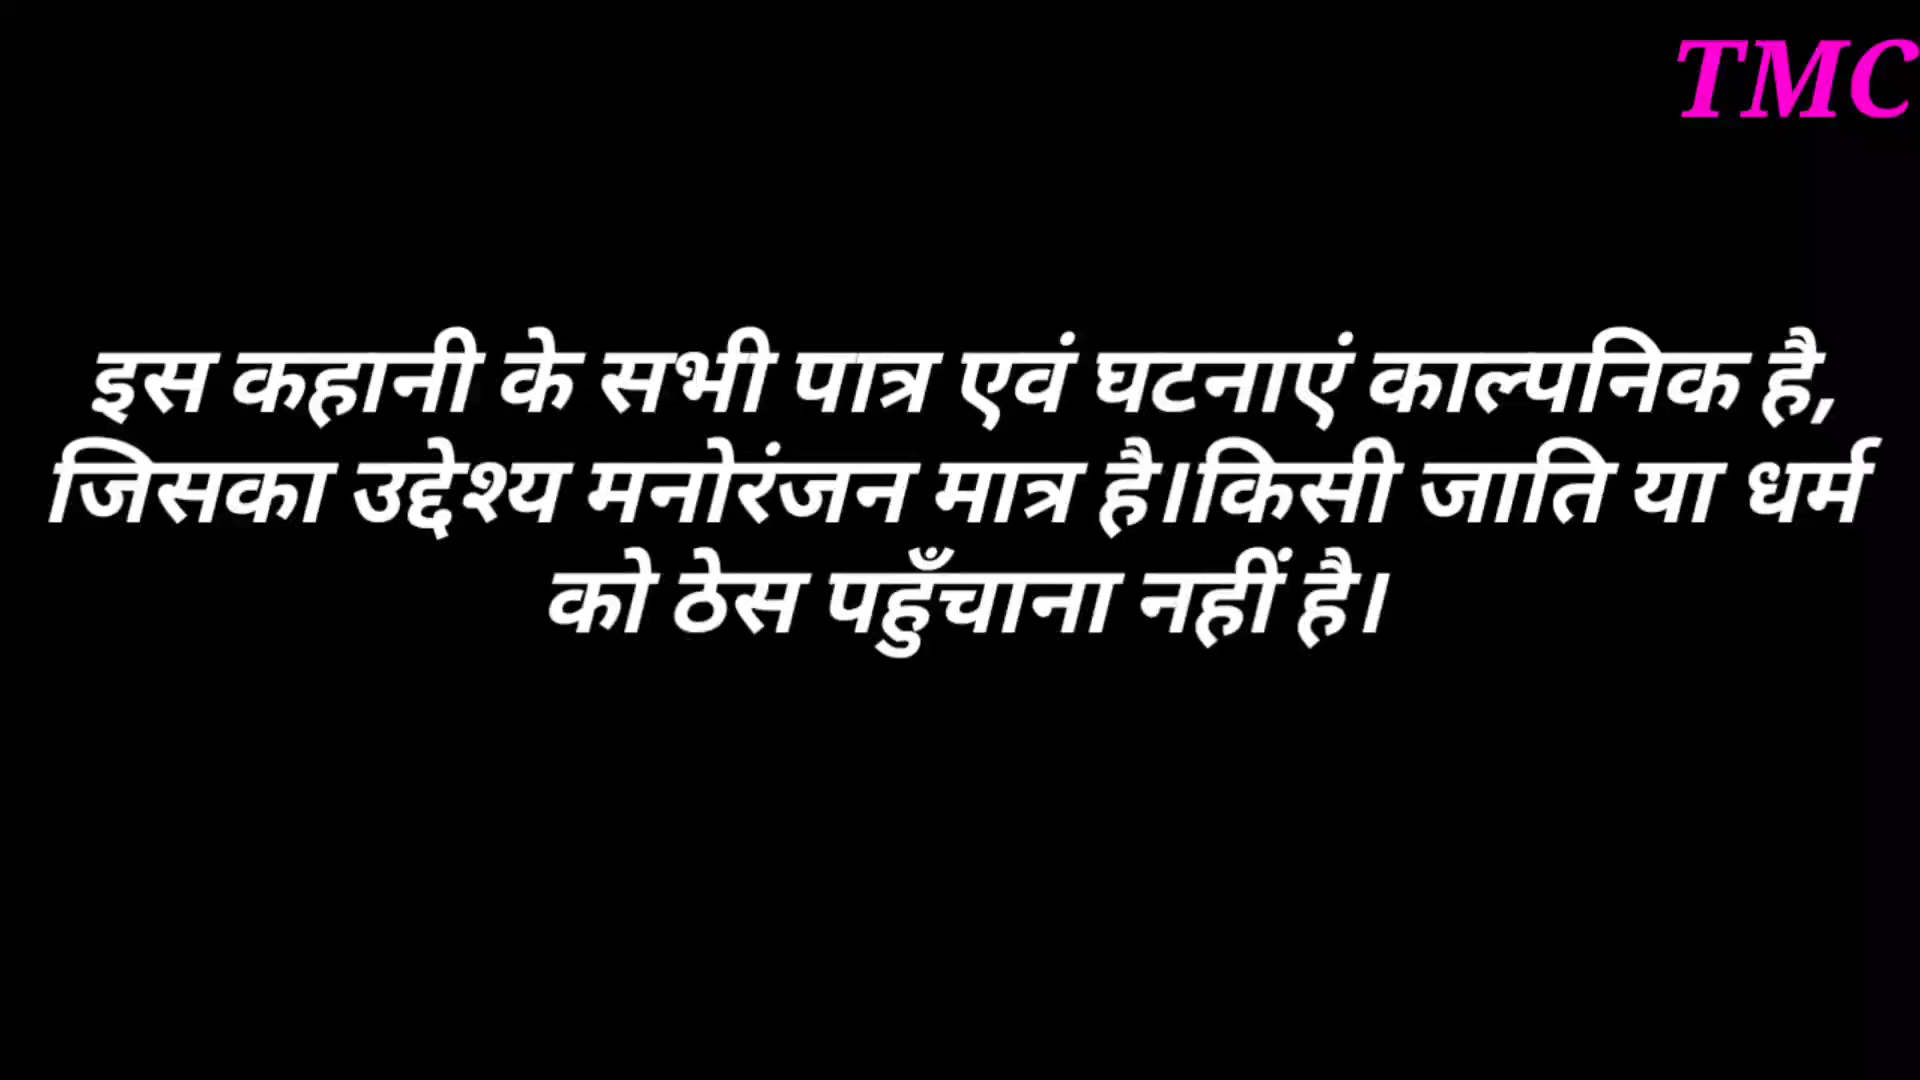 TMC
इस कहानी के सभी पात्र एवं घटनाएं काल्पनिक है,
जिसका उद्देश्य मनोरंजन मात्र है।किसी जाति या धर्म
को ठेस पहुँचाना नहीं है।